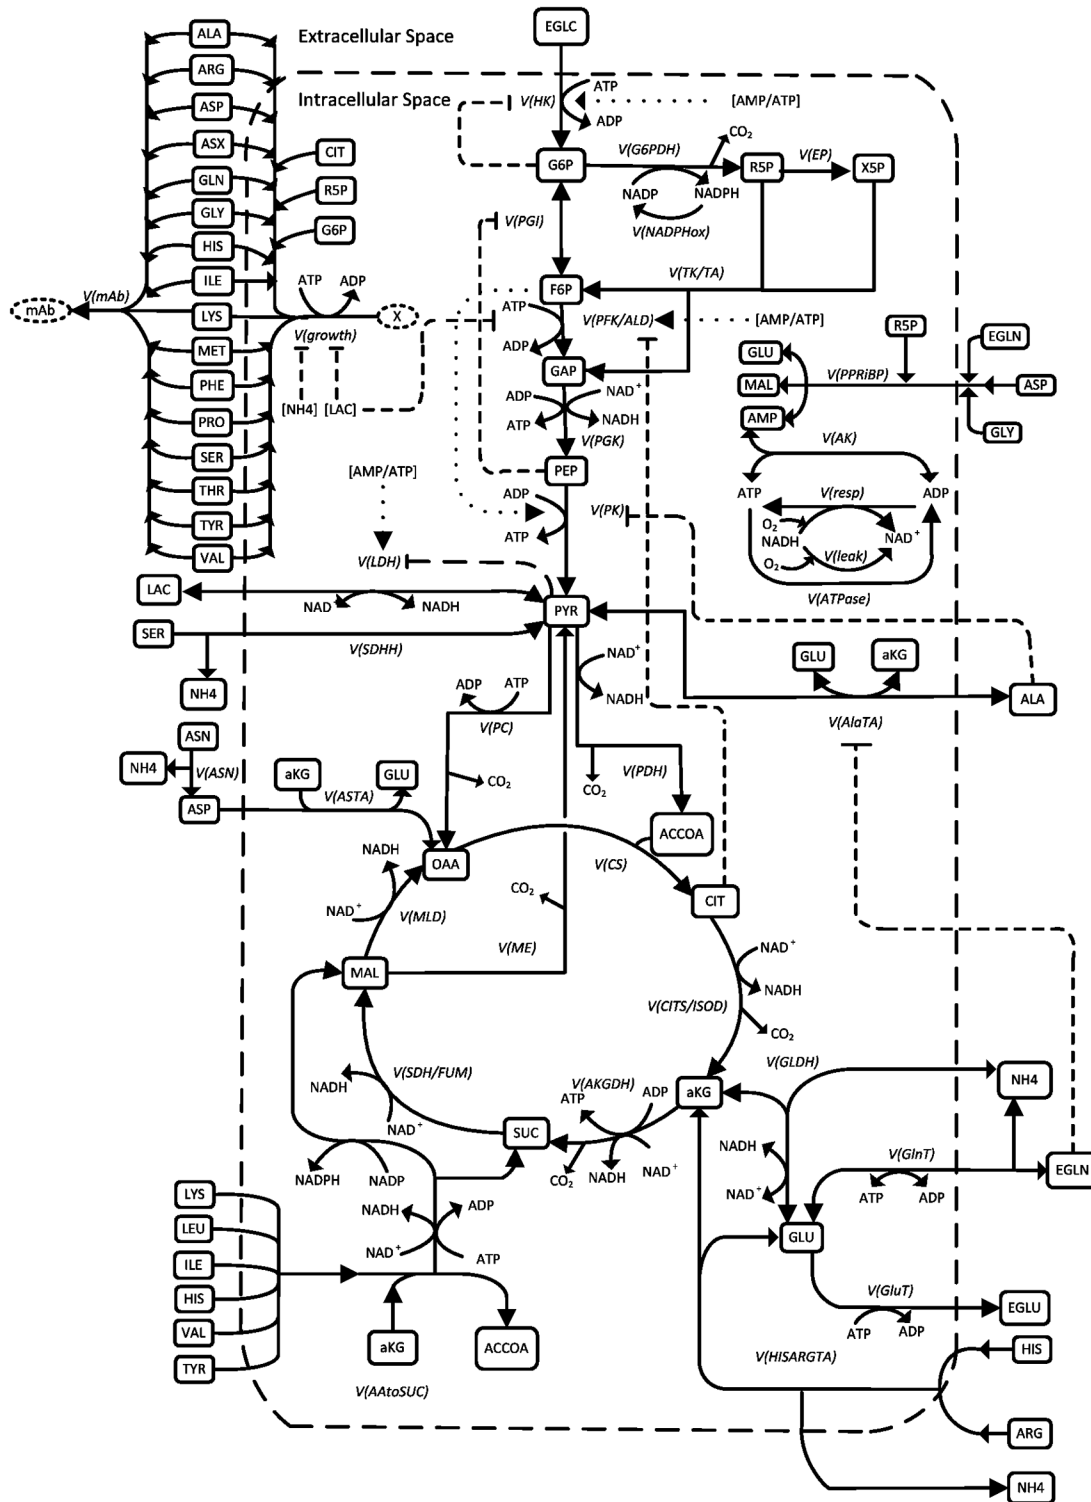 Extracellular Space
Intracellular Space
ALA
ARG
ASP
ASX
GLN
GLY
HIS
ILE
LYS
MET
PHE
PRO
SER
THR
TYR
VAL
CIT
R5P
G6P
mAb
V(mAb)
ATP
ADP
X
V(growth)
[NH4]
[LAC]
EGLC
V(HK)
ATP
ADP
[AMP/ATP]
G6P
V(G6PDH)
CO2
NADP
NADPH
V(NADPHox)
R5P
V(EP)
X5P
V(PGI)
V(TK/TA)
F6P
ATP
ADP
V(PFK/ALD)
[AMP/ATP]
GAP
ADP
ATP
NAD+
NADH
V(PGK)
PEP
[AMP/ATP]
ADP
ATP
V(PK)
V(LDH)
R5P
EGLN
GLU
MAL
AMP
V(PPRiBP)
ASP
GLY
V(AK)
ATP
ADP
V(resp)
O2
NADH
NAD+
O2
V(leak)
V(ATPase)
LAC
NAD
NADH
PYR
SER
V(SDHH)
NH4
NAD+
NADH
GLU
aKG
ALA
V(AlaTA)
ADP
ATP
V(PC)
CO2
CO2
V(PDH)
ACCOA
ASN
NH4
V(ASN)
ASP
aKG
V(ASTA)
GLU
OAA
V(CS)
CIT
NADH
NAD+
V(MLD)
CO2
V(ME)
MAL
NAD+
NADH
V(CITS/ISOD)
CO2
V(GLDH)
aKG
NH4
NADH
V(SDH/FUM)
NAD+
V(AKGDH)
ATP
ADP
SUC
CO2
NADH
NAD+
NADH
NAD+
V(GlnT)
ATP
ADP
EGLN
NADPH
NADP
LYS
LEU
ILE
HIS
VAL
TYR
NADH
NAD+
ADP
ATP
aKG
ACCOA
V(AAtoSUC)
GLU
V(GluT)
ATP
ADP
EGLU
V(HISARGTA)
HIS
ARG
NH4